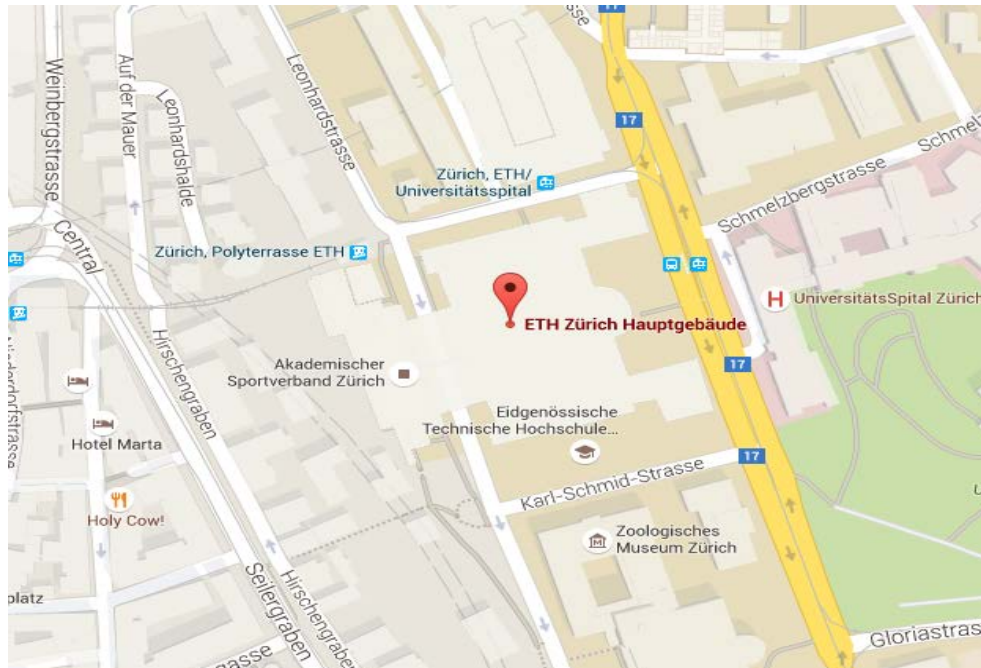 17
Weinbergstrasse
Auf der Mauer
Leonhardshalde
Leonhardstrasse
17
Zürich, ETH/
Universitätsspital
Schmelzbergstrasse
Central
Zürich, Polyterrasse ETH
H
UniversitätsSpital Zürich
ETH Zürich Hauptgebäude
Akademischer
Sportverband Zürich
17
Hirschengraben
Niederdorfstrasse
Hotel Marta
Eidgenössische
Technische Hochschule...
17
Karl-Schmid-Strasse
Holy Cow!
Zoologisches
Museum Zürich
M
Seilergraben
Hirschengraben
platz
Gloriastras